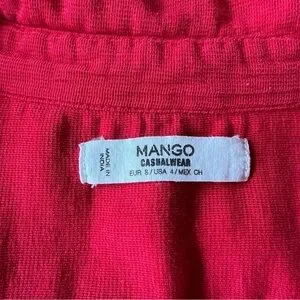 MANGO
CASUALWEAR
EUR S/USA 4/MEX CH
MADE IN
INDIA